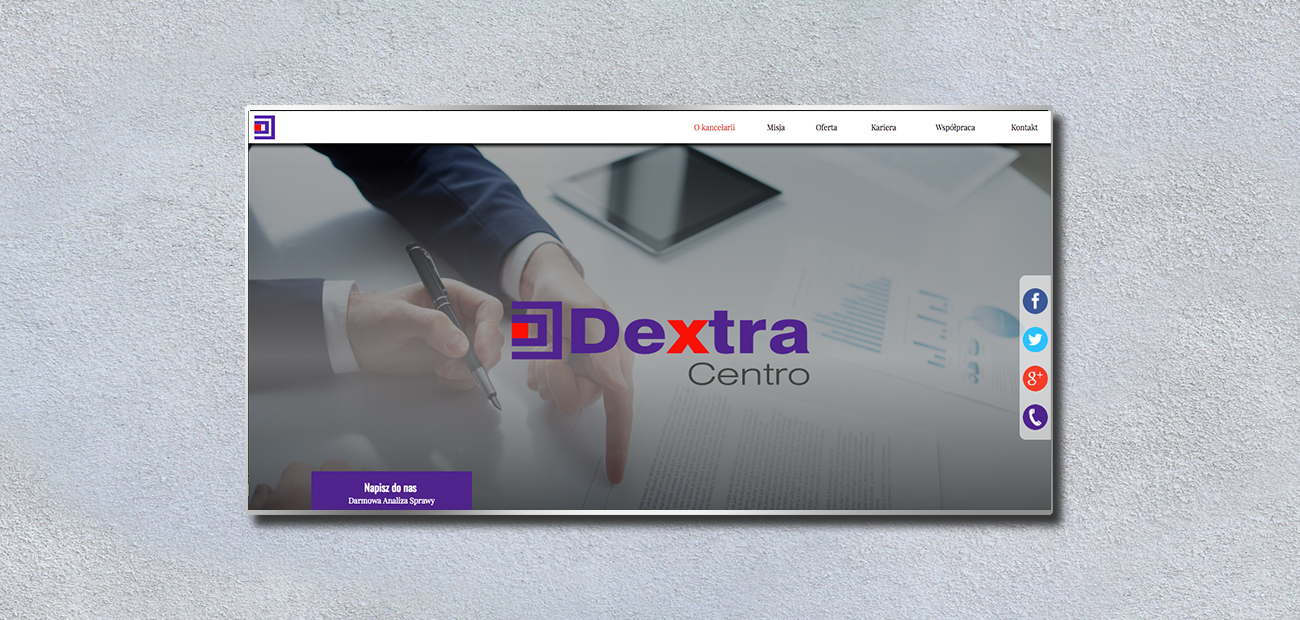 O kancelarii Misja Oferta Kariera Współpraca Kontakt
Dextra
Centro
Napisz do nas
Darmowa Analiza Sprawy